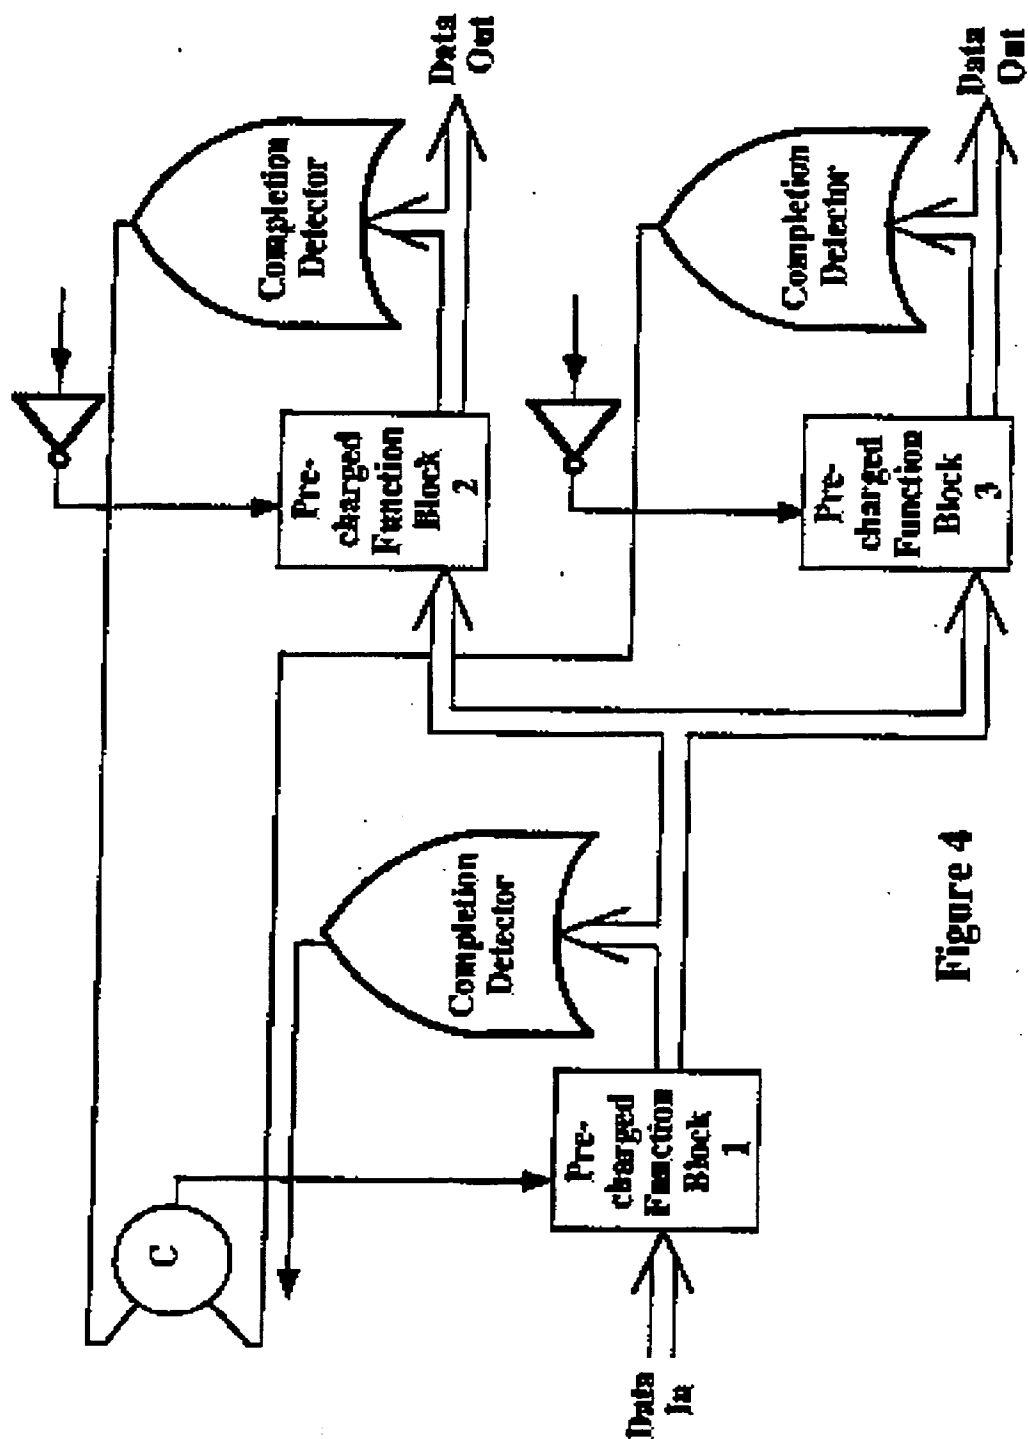 Data
Out
Completion
Detector
Pre-
charged
Function
Block
2
Data
Out
Completion
Detector
Pre-
charged
Function
Block
3
Completion
Detector
C
Pre-
charged
Function
Block
1
Data
In
Figure 4